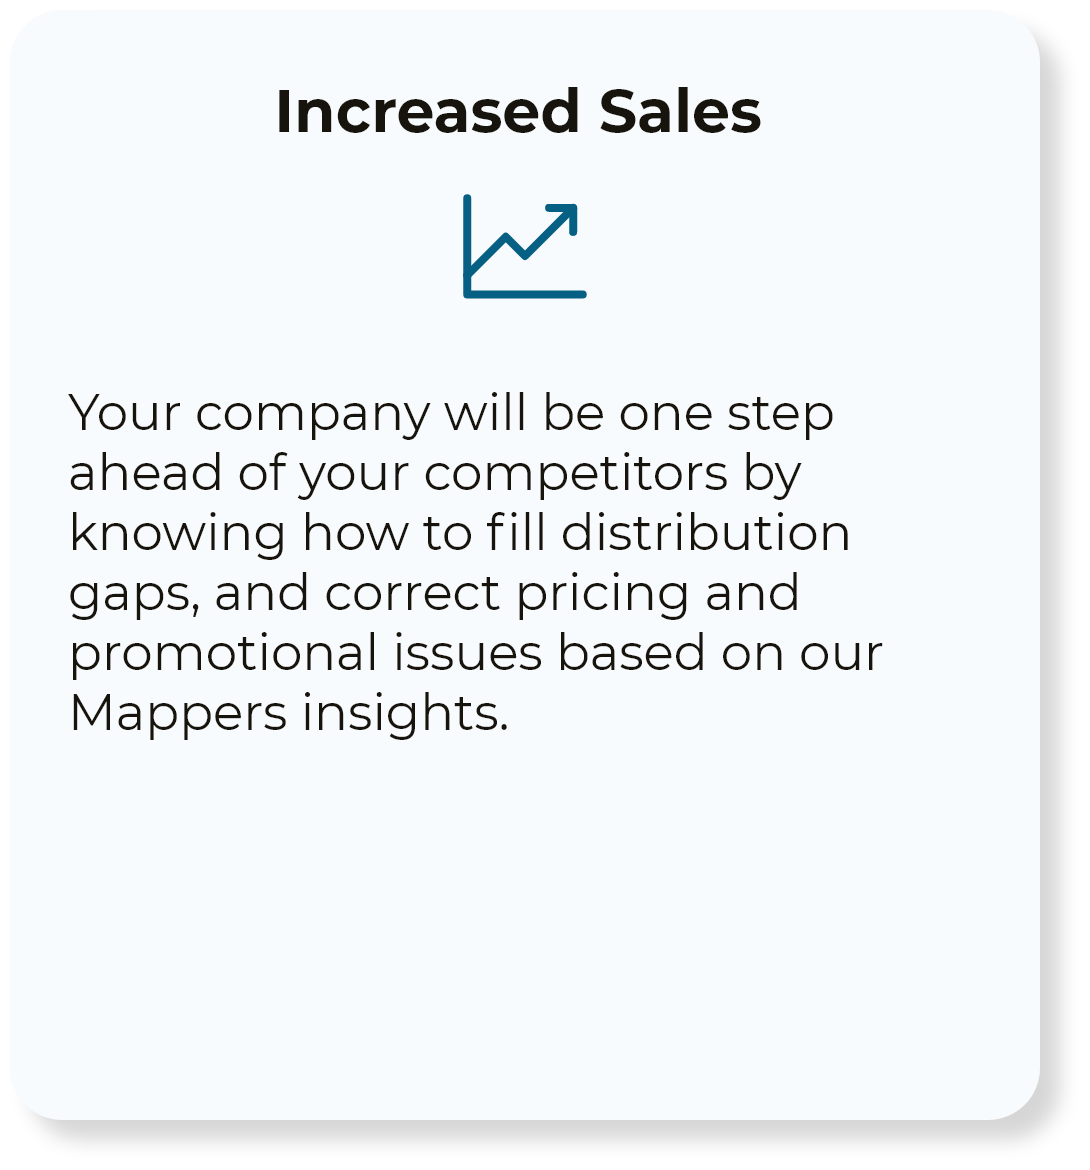 Increased Sales
Your company will be one step
ahead of your competitors by
knowing how to fill distribution
gaps, and correct pricing and
promotional issues based on our
Mappers insights.